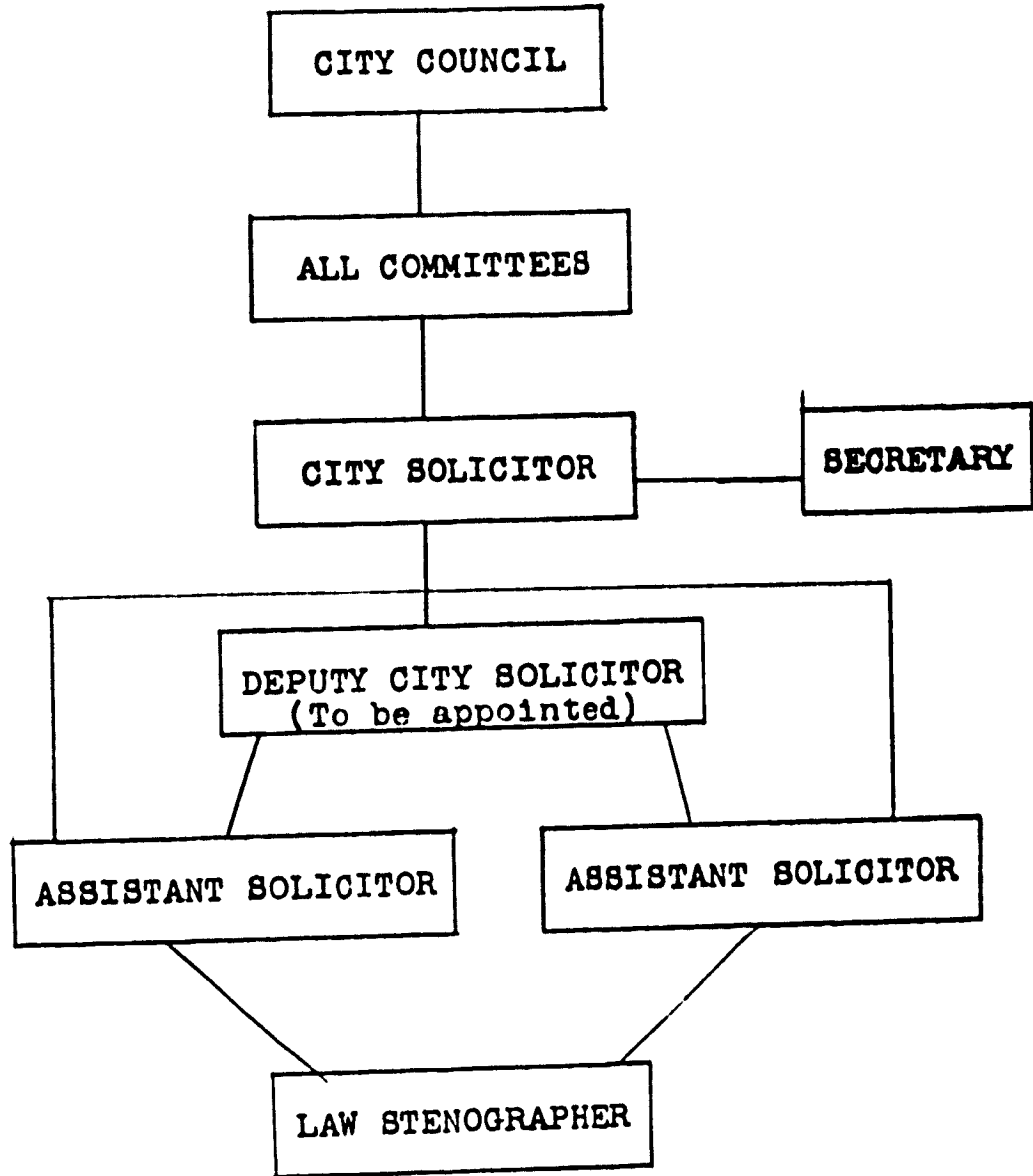 CITY COUNCIL
ALL COMMITTEES
CITY SOLICITOR
SECRETARY
DEPUTY CITY SOLICITOR
(To be appointed)
ASSISTANT SOLICITOR
ASSISTANT SOLICITOR
LAW STENOGRAPHER